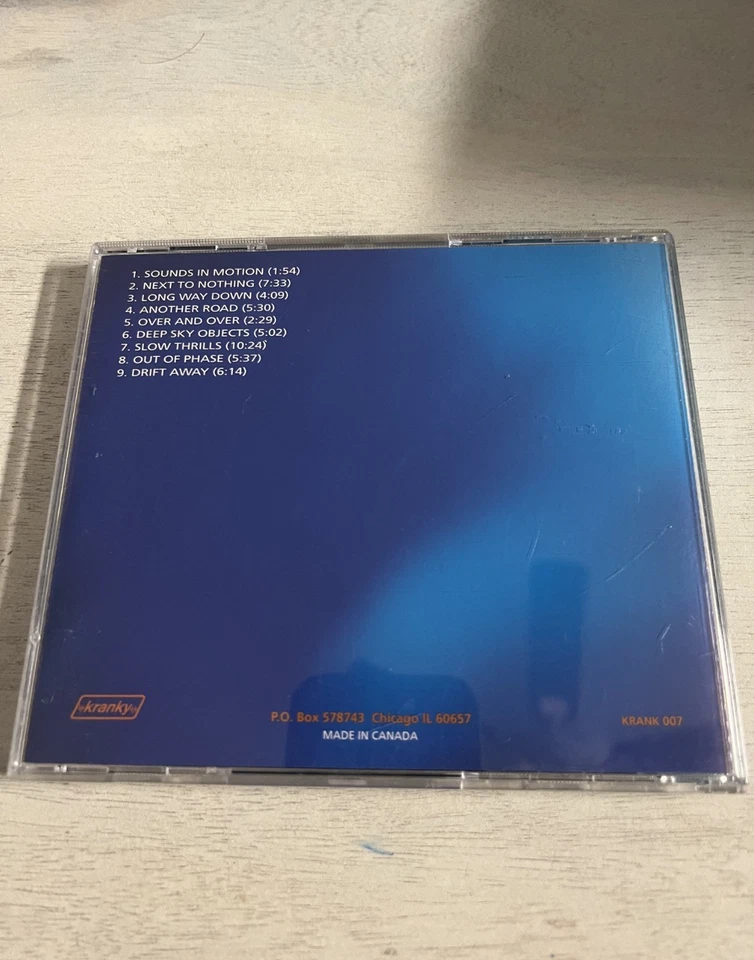 1. SOUNDS IN MOTION (1:54)
2. NEXT TO NOTHING (7:33)
3. LONG WAY DOWN (4:09)
4. ANOTHER ROAD (5:30)
5. OVER AND OVER (2:29)
6. DEEP SKY OBJECTS (5:02)
7. SLOW THRILLS (10:24)
8. OUT OF PHASE (5:37)
9. DRIFT AWAY (6:14)
kranky
P.O. Box 578743 Chicago IL 60657
MADE IN CANADA
KRANK 007